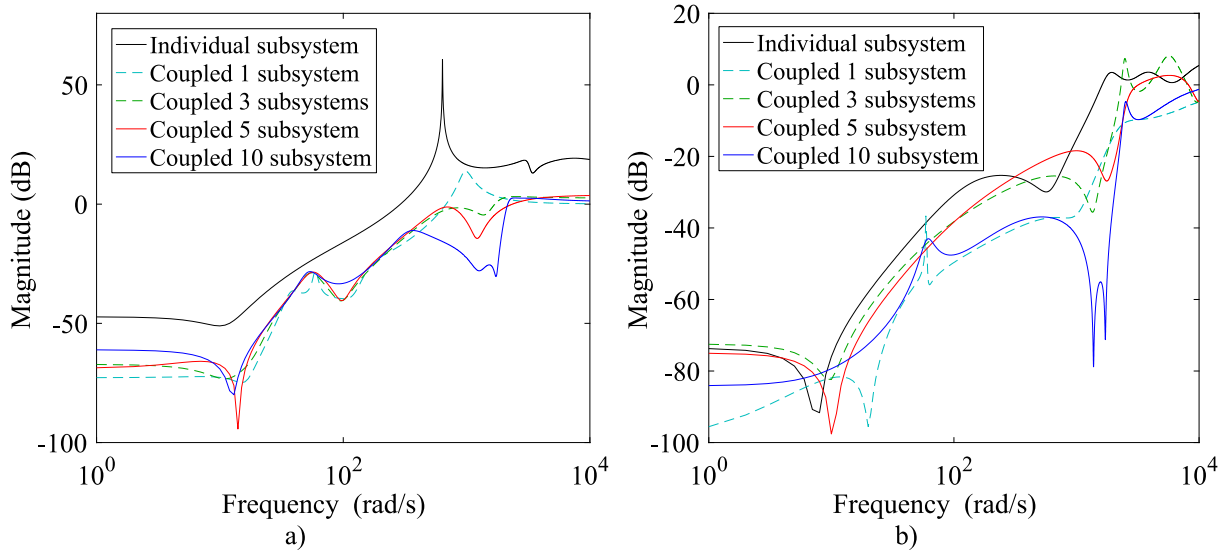 Individual subsystem
Coupled 1 subsystem
Coupled 3 subsystems
Coupled 5 subsystem
Coupled 10 subsystem
50
0
-50
-100
Magnitude (dB)
10^0
10^2
10^4
Frequency (rad/s)
a)
Individual subsystem
Coupled 1 subsystem
Coupled 3 subsystems
Coupled 5 subsystem
Coupled 10 subsystem
20
0
-20
-40
-60
-80
-100
Magnitude (dB)
10^0
10^2
10^4
Frequency (rad/s)
b)